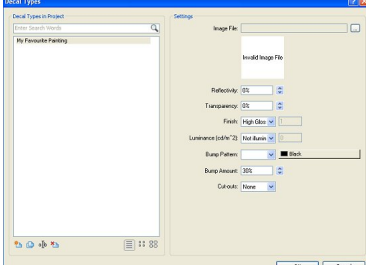 Decal Types
Decal Types in Project
Enter Search Words
My Favourite Painting
Settings
Image File:
...
Invalid Image File
Reflectivity: 0%
Transparency: 0%
Finish: High Glos 1
Luminance (cd/m^2): Not illumin 0
Bump Pattern: Black
Bump Amount: 30%
Cut-outs: None